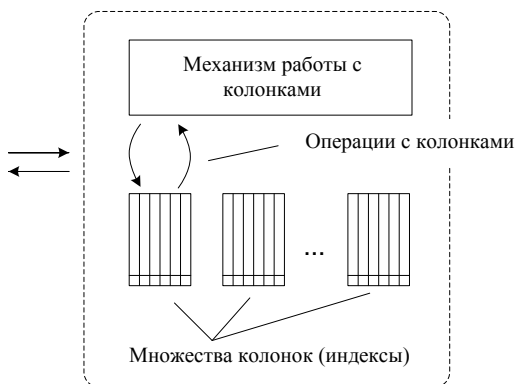 Механизм работы с
колонками
Операции с колонками
...
Множества колонок (индексы)